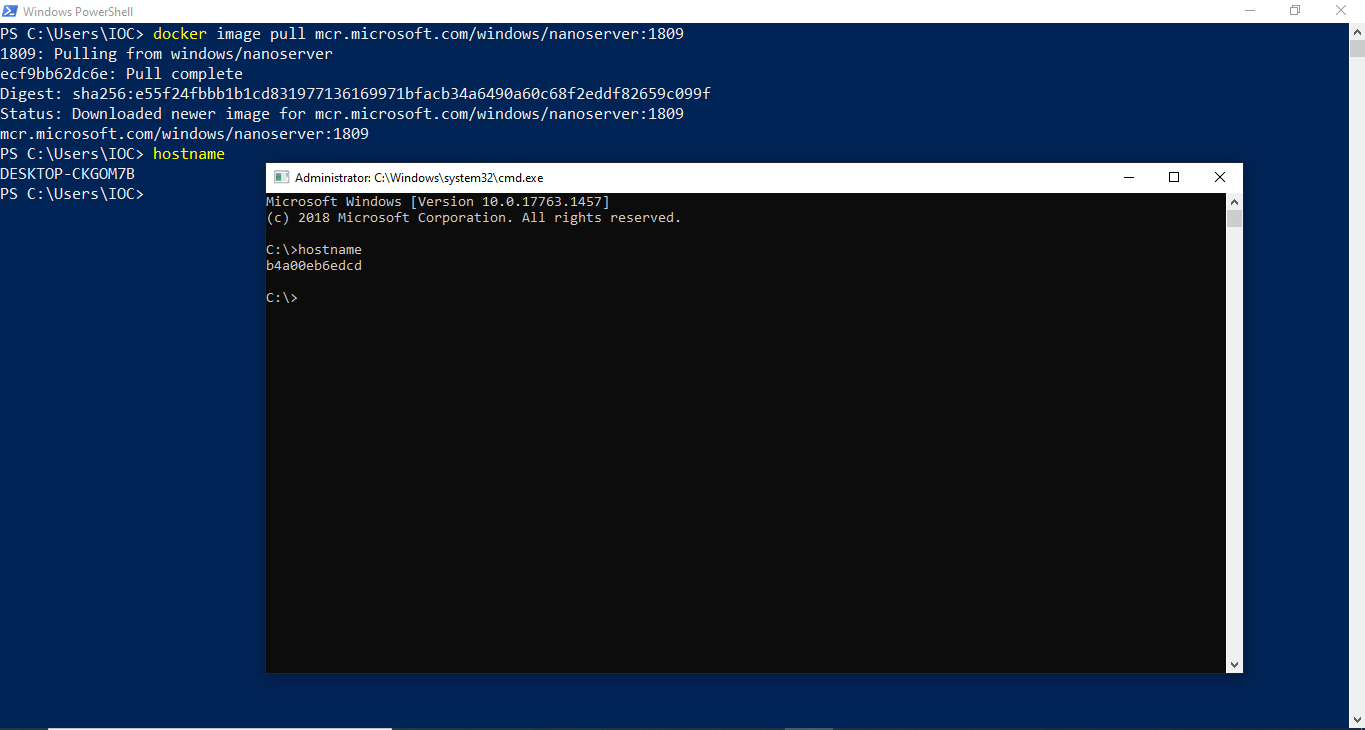 Windows PowerShell
PS C:\Users\IOC> docker image pull mcr.microsoft.com/windows/nanoserver:1809
1809: Pulling from windows/nanoserver
ecf9bb62dc6e: Pull complete
Digest: sha256:e55f24fbbb1b1cd831977136169971bfacb34a6490a60c68f2eddf82659c099f
Status: Downloaded newer image for mcr.microsoft.com/windows/nanoserver:1809
mcr.microsoft.com/windows/nanoserver:1809
PS C:\Users\IOC> hostname
DESKTOP-CKGOM7B
PS C:\Users\IOC>
Administrator: C:\Windows\system32\cmd.exe
Microsoft Windows [Version 10.0.17763.1457]
(c) 2018 Microsoft Corporation. All rights reserved.
C:\>hostname
b4a00eb6edcd
C:\>